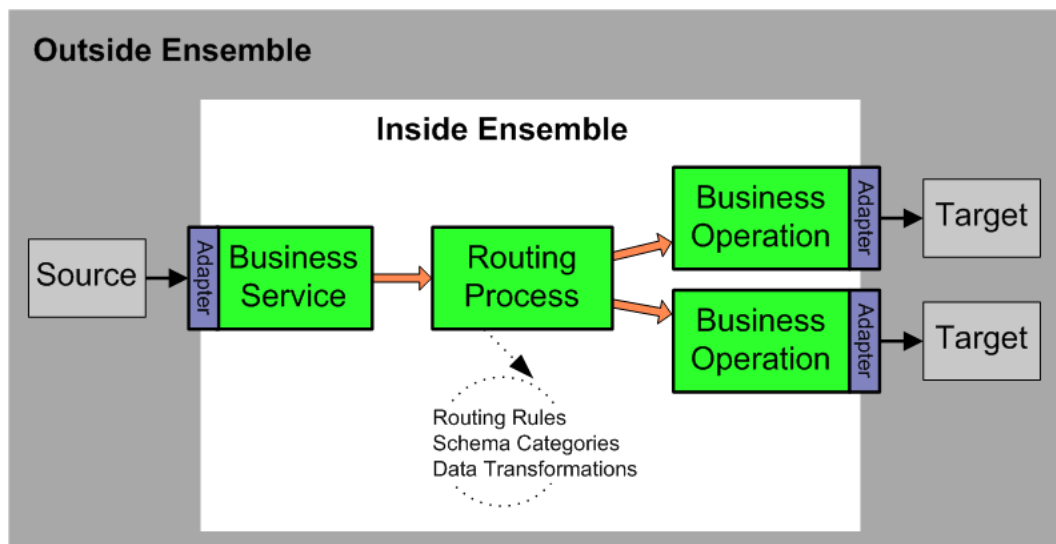 Outside Ensemble
Inside Ensemble
Source
Adapter
Business
Service
Routing
Process
Business
Operation
Adapter
Target
Business
Operation
Adapter
Target
Routing Rules
Schema Categories
Data Transformations